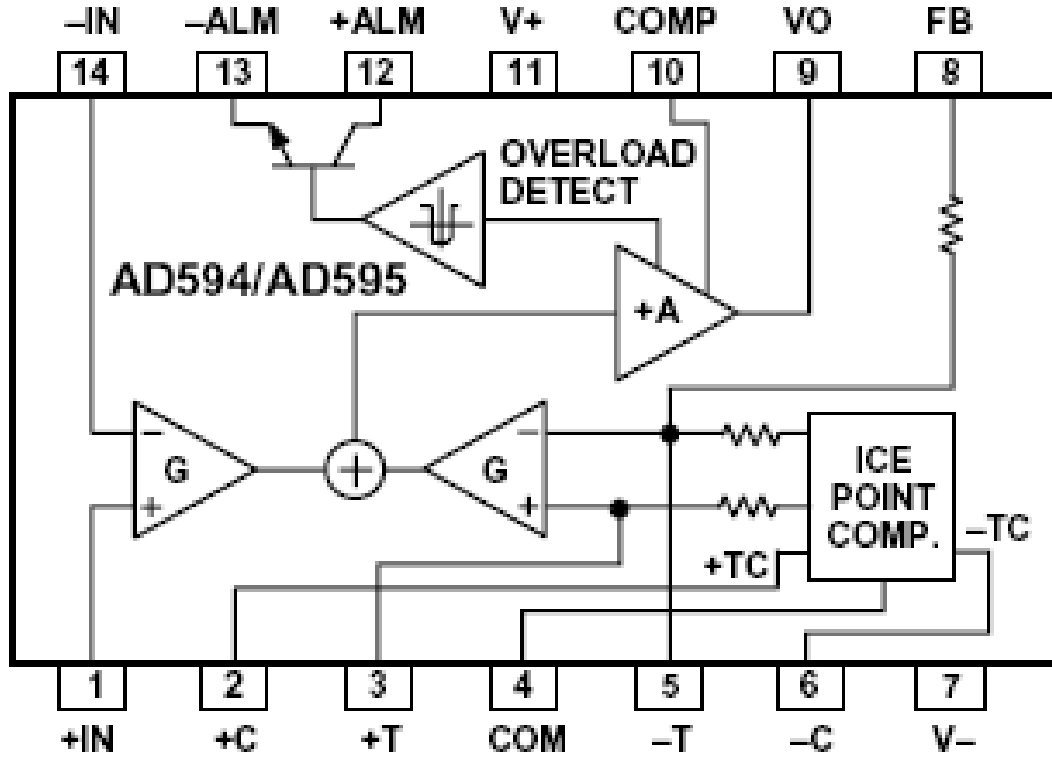 –IN –ALM +ALM V+ COMP VO FB
14 13 12 11 10 9 8
OVERLOAD
DETECT
AD594/AD595
+A
– G +
+
– G +
ICE
POINT
COMP.
–TC
+TC
1 2 3 4 5 6 7
+IN +C +T COM –T –C V–